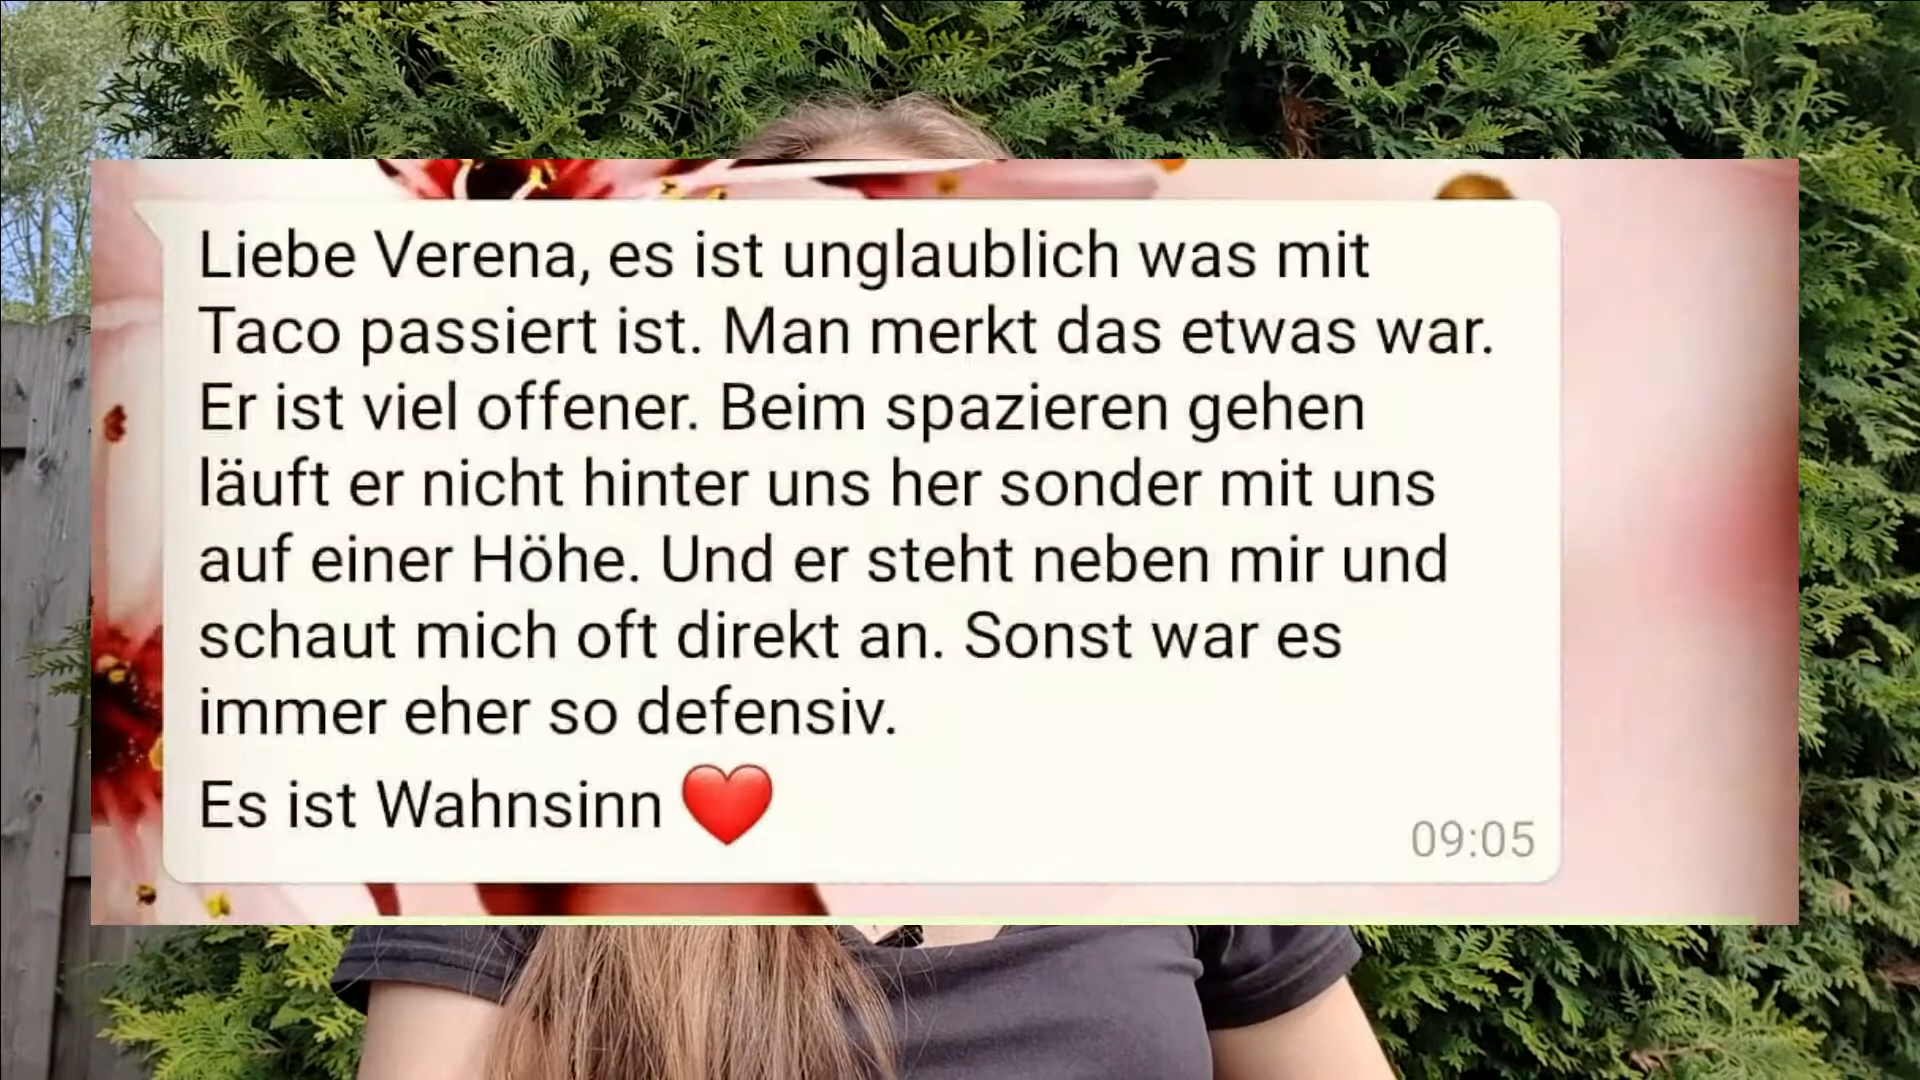 Liebe Verena, es ist unglaublich was mit
Taco passiert ist. Man merkt das etwas war.
Er ist viel offener. Beim spazieren gehen
läuft er nicht hinter uns her sonder mit uns
auf einer Höhe. Und er steht neben mir und
schaut mich oft direkt an. Sonst war es
immer eher so defensiv.
Es ist Wahnsinn ❤️
09:05